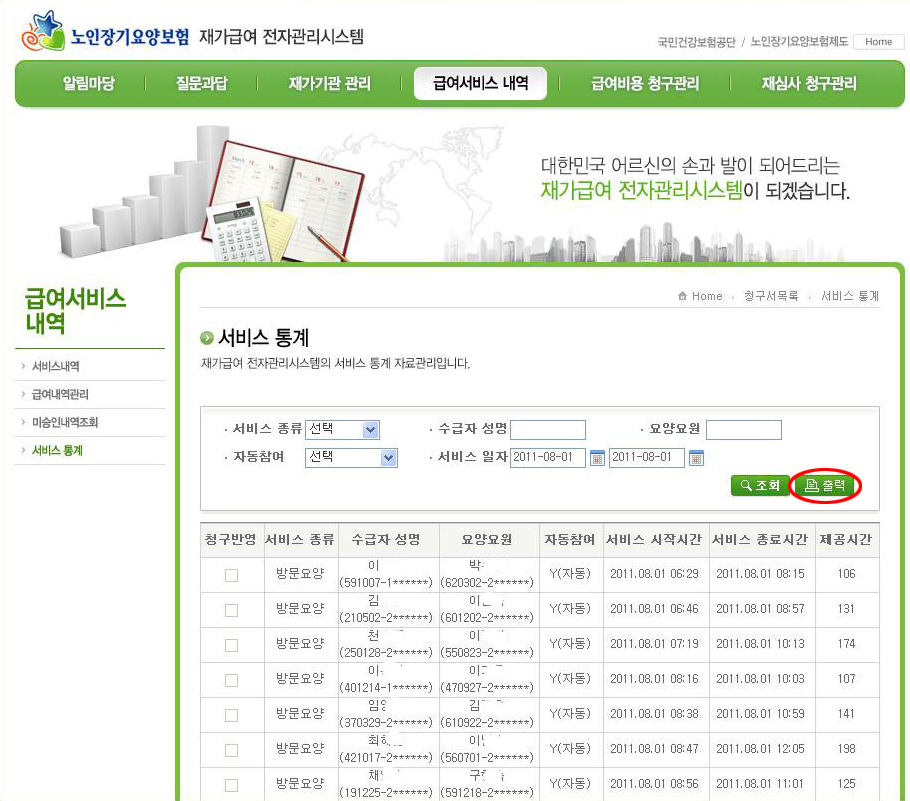 노인장기요양보험 재가급여 전자관리시스템
국민건강보험공단 / 노인장기요양보험제도 Home
알림마당 질문과답 재가기관 관리 급여서비스 내역 급여비용 청구관리 재심사 청구관리
대한민국 어르신의 손과 발이 되어드리는
재가급여 전자관리시스템이 되겠습니다.
급여서비스
내역
서비스내역
급여내역관리
미승인내역조회
서비스 통계
Home 청구서목록 서비스 통계
서비스 통계
재가급여 전자관리시스템의 서비스 통계 자료관리입니다.
· 서비스 종류 선택 · 수급자 성명 · 요양요원
· 자동참여 선택 · 서비스 일자 2011-08-01 2011-08-01
조회 출력
청구반영 서비스 종류 수급자 성명 요양요원 자동참여 서비스 시작시간 서비스 종료시간 제공시간
방문요양 이 (591007-1******) 박 (620302-2******) Y(자동) 2011.08.01 06:29 2011.08.01 08:15 106
방문요양 김 (210502-2******) 이 (601202-2******) Y(자동) 2011.08.01 06:46 2011.08.01 08:57 131
방문요양 천 (250128-2******) 이 (550823-2******) Y(자동) 2011.08.01 07:19 2011.08.01 10:13 174
방문요양 이 (401214-1******) 이 (470927-2******) Y(자동) 2011.08.01 08:16 2011.08.01 10:03 107
방문요양 임 (370329-2******) 김 (610922-2******) Y(자동) 2011.08.01 08:38 2011.08.01 10:59 141
방문요양 최 (421017-2******) 이 (560701-2******) Y(자동) 2011.08.01 08:47 2011.08.01 12:05 198
방문요양 채 (191225-2******) 구 (591218-2******) Y(자동) 2011.08.01 08:56 2011.08.01 11:01 125